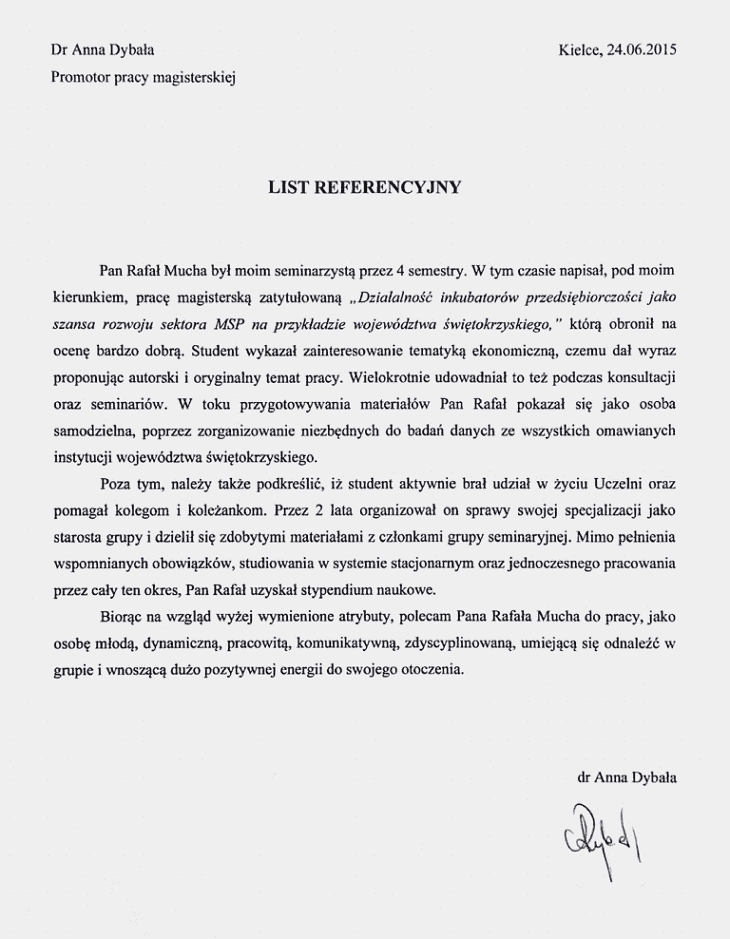 Dr Anna Dybała
Kielce, 24.06.2015
Promotor pracy magisterskiej
LIST REFERENCYJNY
Pan Rafał Mucha był moim seminarzystą przez 4 semestry. W tym czasie napisał, pod moim
kierunkiem, pracę magisterską zatytułowaną „Działalność inkubatorów przedsiębiorczości jako
szansa rozwoju sektora MSP na przykładzie województwa świętokrzyskiego,” którą obronił na
ocenę bardzo dobrą. Student wykazał zainteresowanie tematyką ekonomiczną, czemu dał wyraz
proponując autorski i oryginalny temat pracy. Wielokrotnie udowadniał to też podczas konsultacji
oraz seminariów. W toku przygotowywania materiałów Pan Rafał pokazał się jako osoba
samodzielna, poprzez zorganizowanie niezbędnych do badań danych ze wszystkich omawianych
instytucji województwa świętokrzyskiego.
Poza tym, należy także podkreślić, iż student aktywnie brał udział w życiu Uczelni oraz
pomagał kolegom i koleżankom. Przez 2 lata organizował on sprawy swojej specjalizacji jako
starosta grupy i dzielił się zdobytymi materiałami z członkami grupy seminaryjnej. Mimo pełnienia
wspomnianych obowiązków, studiowania w systemie stacjonarnym oraz jednoczesnego pracowania
przez cały ten okres, Pan Rafał uzyskał stypendium naukowe.
Biorąc na wzgląd wyżej wymienione atrybuty, polecam Pana Rafała Mucha do pracy, jako
osobę młodą, dynamiczną, pracowitą, komunikatywną, zdyscyplinowaną, umiejącą się odnaleźć w
grupie i wnoszącą dużo pozytywnej energii do swojego otoczenia.
dr Anna Dybała